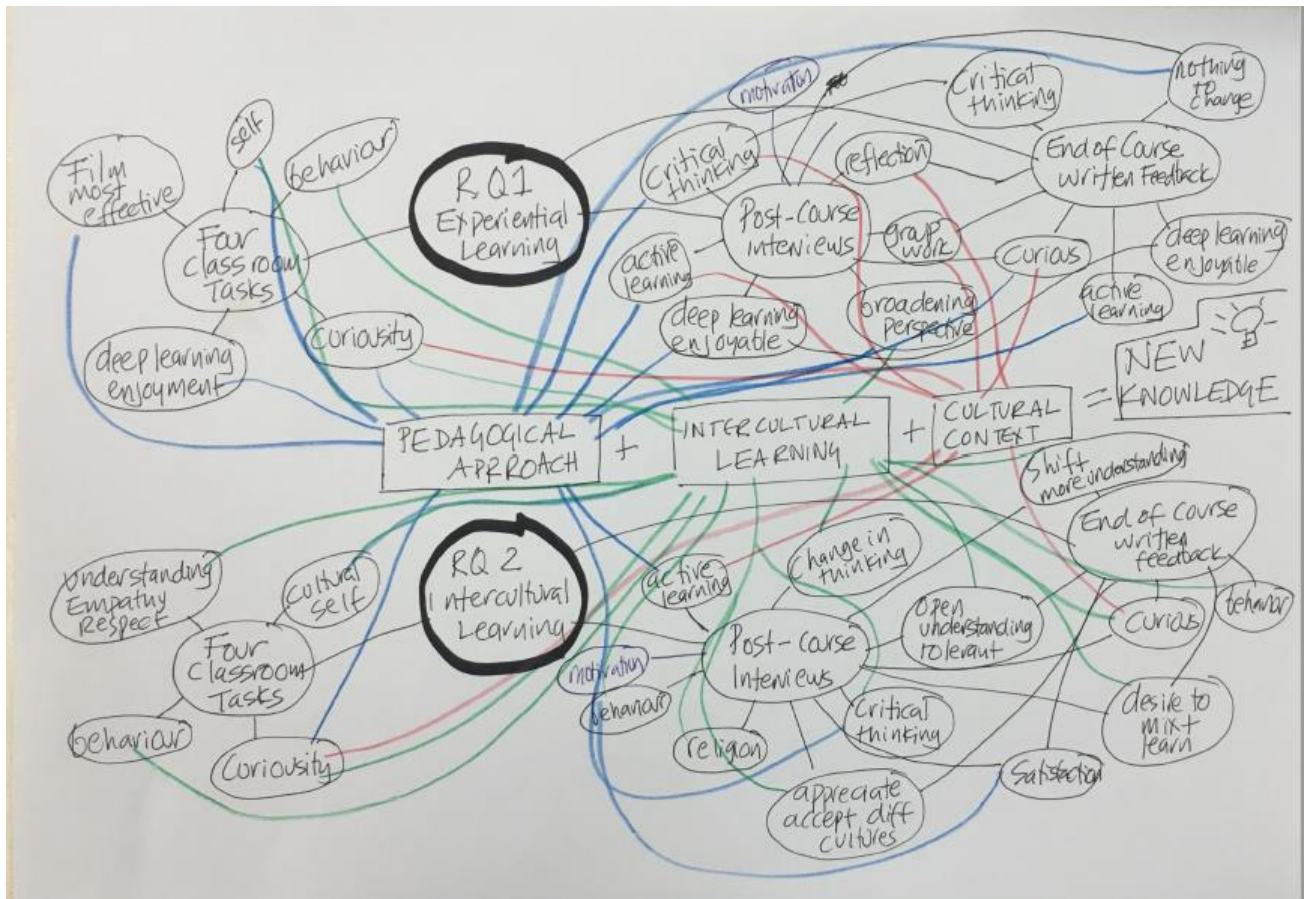 Film
most
effective
self
behaviour
Four
Classroom
Tasks
deep learning
enjoyment
Curiousity
RQ1
Experiential
Learning
motivation
Critical
thinking
reflection
Post-Course
Interviews
group
work
active
learning
deep learning
enjoyable
broadening
perspective
Critical
thinking
nothing
to
change
End of Course
Written Feedback
Curious
deep learning
enjoyable
active
learning
PEDAGOGICAL
APPROACH
+
INTERCULTURAL
LEARNING
+
CULTURAL
CONTEXT
=
NEW
KNOWLEDGE
Understanding
Empathy
Respect
cultural
self
Four
Classroom
Tasks
behaviour
Curiousity
RQ2
Intercultural
Learning
active
learning
change in
thinking
motivation
behaviour
religion
Post-Course
Interviews
Critical
thinking
appreciate
accept diff
cultures
Open
understanding
tolerant
Shift
more understanding
End of Course
written
feedback
Curious
behavior
desire to
mix +
learn
Satisfaction